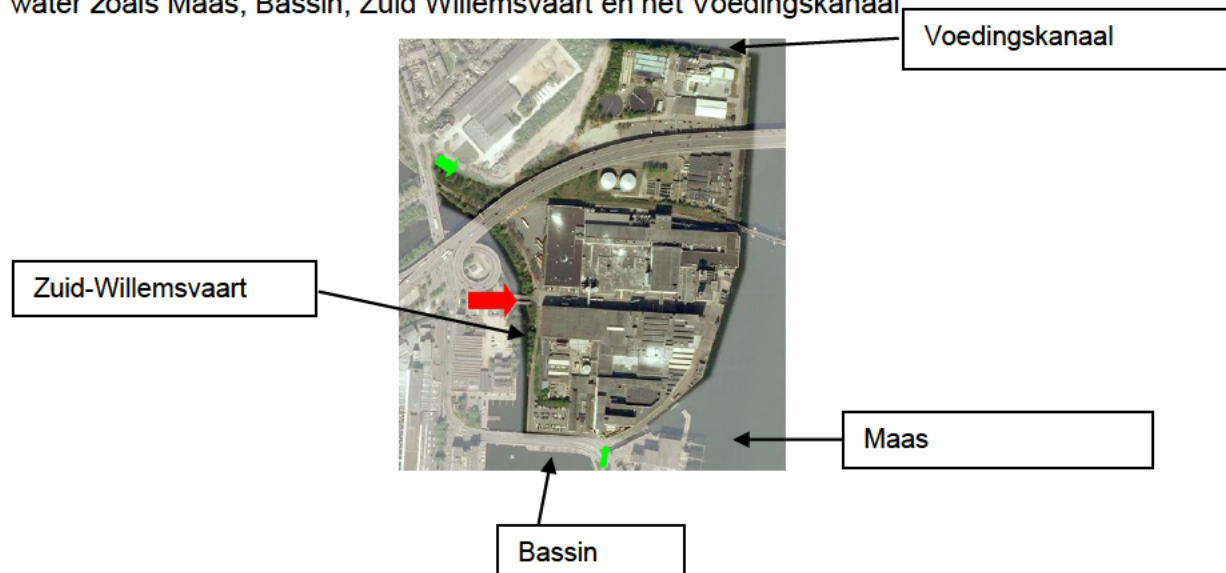 water zoals Maas, Bassin, Zuid Willemsvaart en het Voedingskanaal
Voedingskanaal
Zuid-Willemsvaart
Maas
Bassin